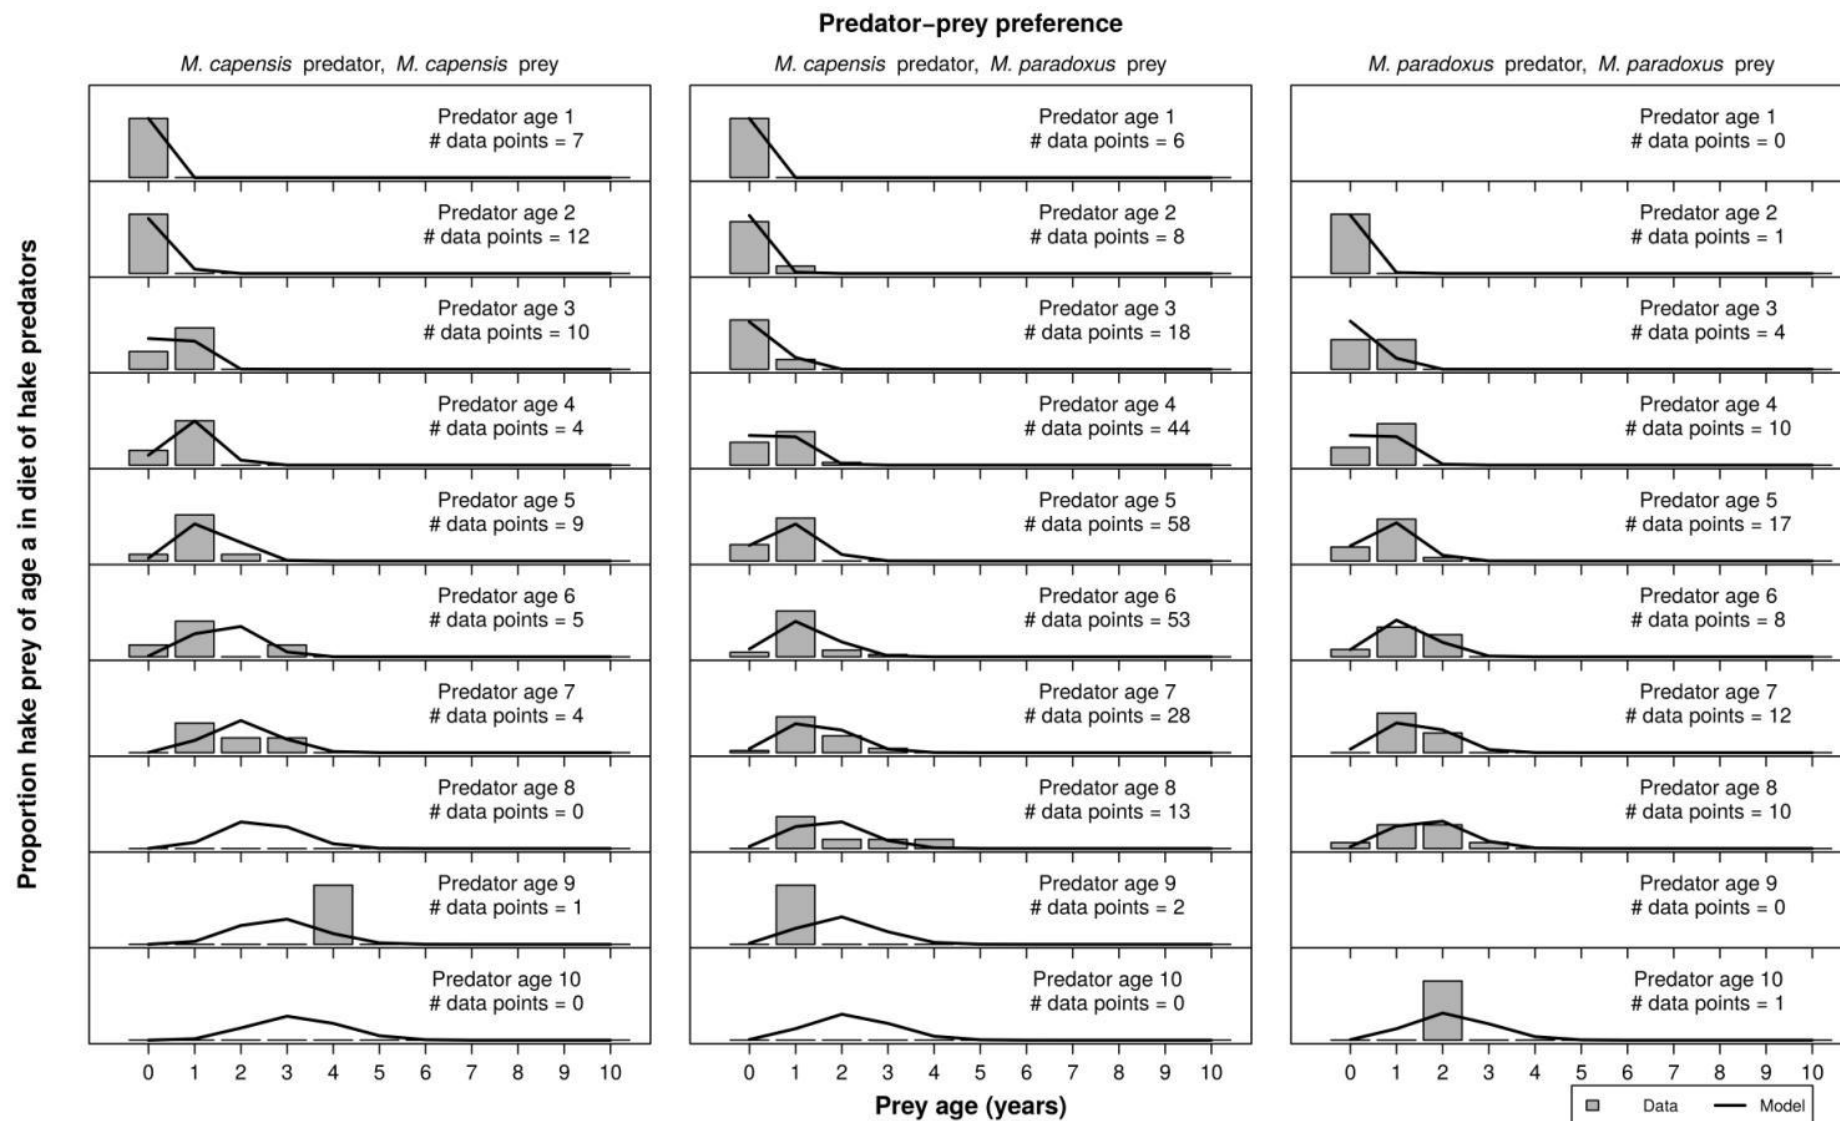 Predator–prey preference
M. capensis predator, M. capensis prey
M. capensis predator, M. paradoxus prey
M. paradoxus predator, M. paradoxus prey
Proportion hake prey of age a in diet of hake predators
Predator age 1
# data points = 7
Predator age 2
# data points = 12
Predator age 3
# data points = 10
Predator age 4
# data points = 4
Predator age 5
# data points = 9
Predator age 6
# data points = 5
Predator age 7
# data points = 4
Predator age 8
# data points = 0
Predator age 9
# data points = 1
Predator age 10
# data points = 0
0 1 2 3 4 5 6 7 8 9 10
Predator age 1
# data points = 6
Predator age 2
# data points = 8
Predator age 3
# data points = 18
Predator age 4
# data points = 44
Predator age 5
# data points = 58
Predator age 6
# data points = 53
Predator age 7
# data points = 28
Predator age 8
# data points = 13
Predator age 9
# data points = 2
Predator age 10
# data points = 0
0 1 2 3 4 5 6 7 8 9 10
Predator age 1
# data points = 0
Predator age 2
# data points = 1
Predator age 3
# data points = 4
Predator age 4
# data points = 10
Predator age 5
# data points = 17
Predator age 6
# data points = 8
Predator age 7
# data points = 12
Predator age 8
# data points = 10
Predator age 9
# data points = 0
Predator age 10
# data points = 1
0 1 2 3 4 5 6 7 8 9 10
Prey age (years)
Data Model